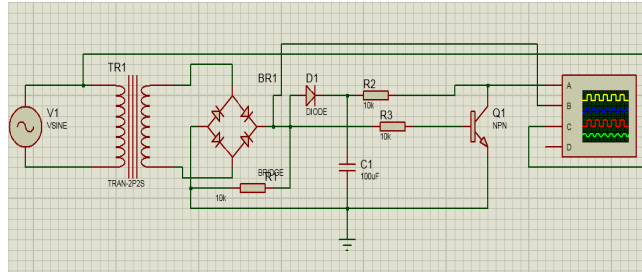 TR1
V1
VSINE
TRAN-2P2S
BR1
BRIDGE
R1
10k
D1
DIODE
R2
10k
R3
10k
C1
100uF
Q1
NPN
A
B
C
D